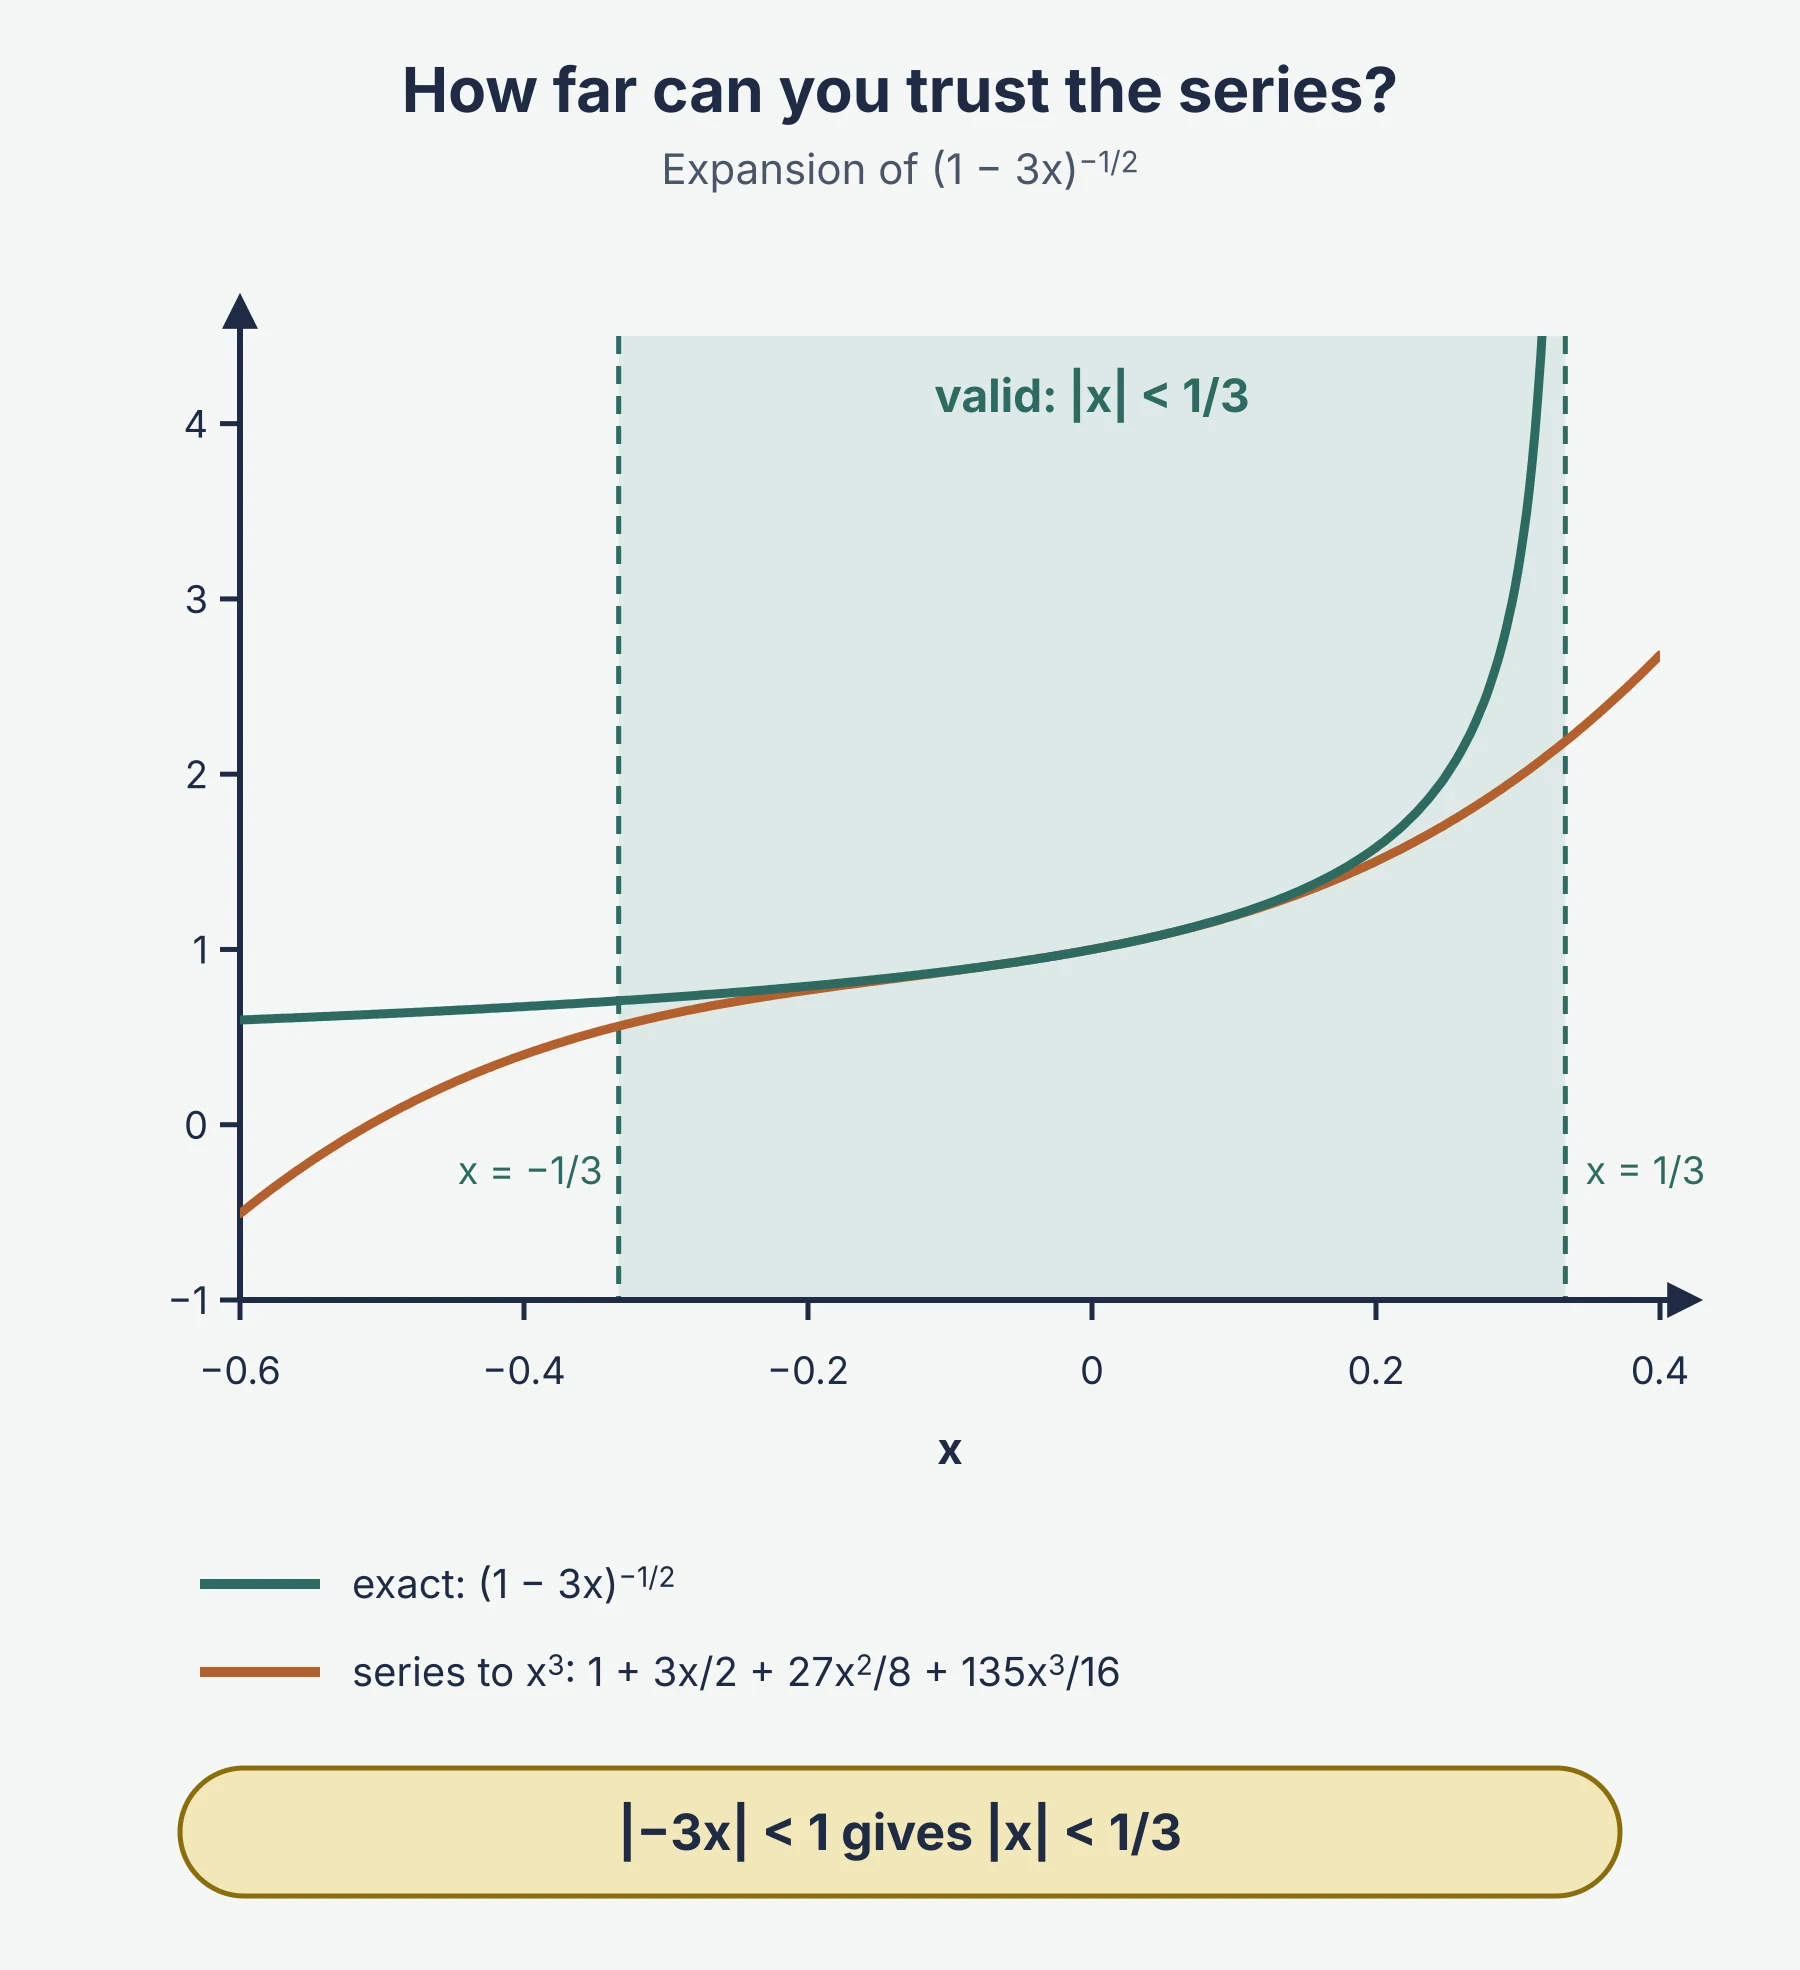 How far can you trust the series?
Expansion of (1 − 3x)⁻¹ᐟ²
valid: |x| < 1/3
4
3
2
1
0
−1
x = −1/3
x = 1/3
−0.6
−0.4
−0.2
0
0.2
0.4
x
exact: (1 − 3x)⁻¹ᐟ²
series to x³: 1 + 3x/2 + 27x²/8 + 135x³/16
|−3x| < 1 gives |x| < 1/3